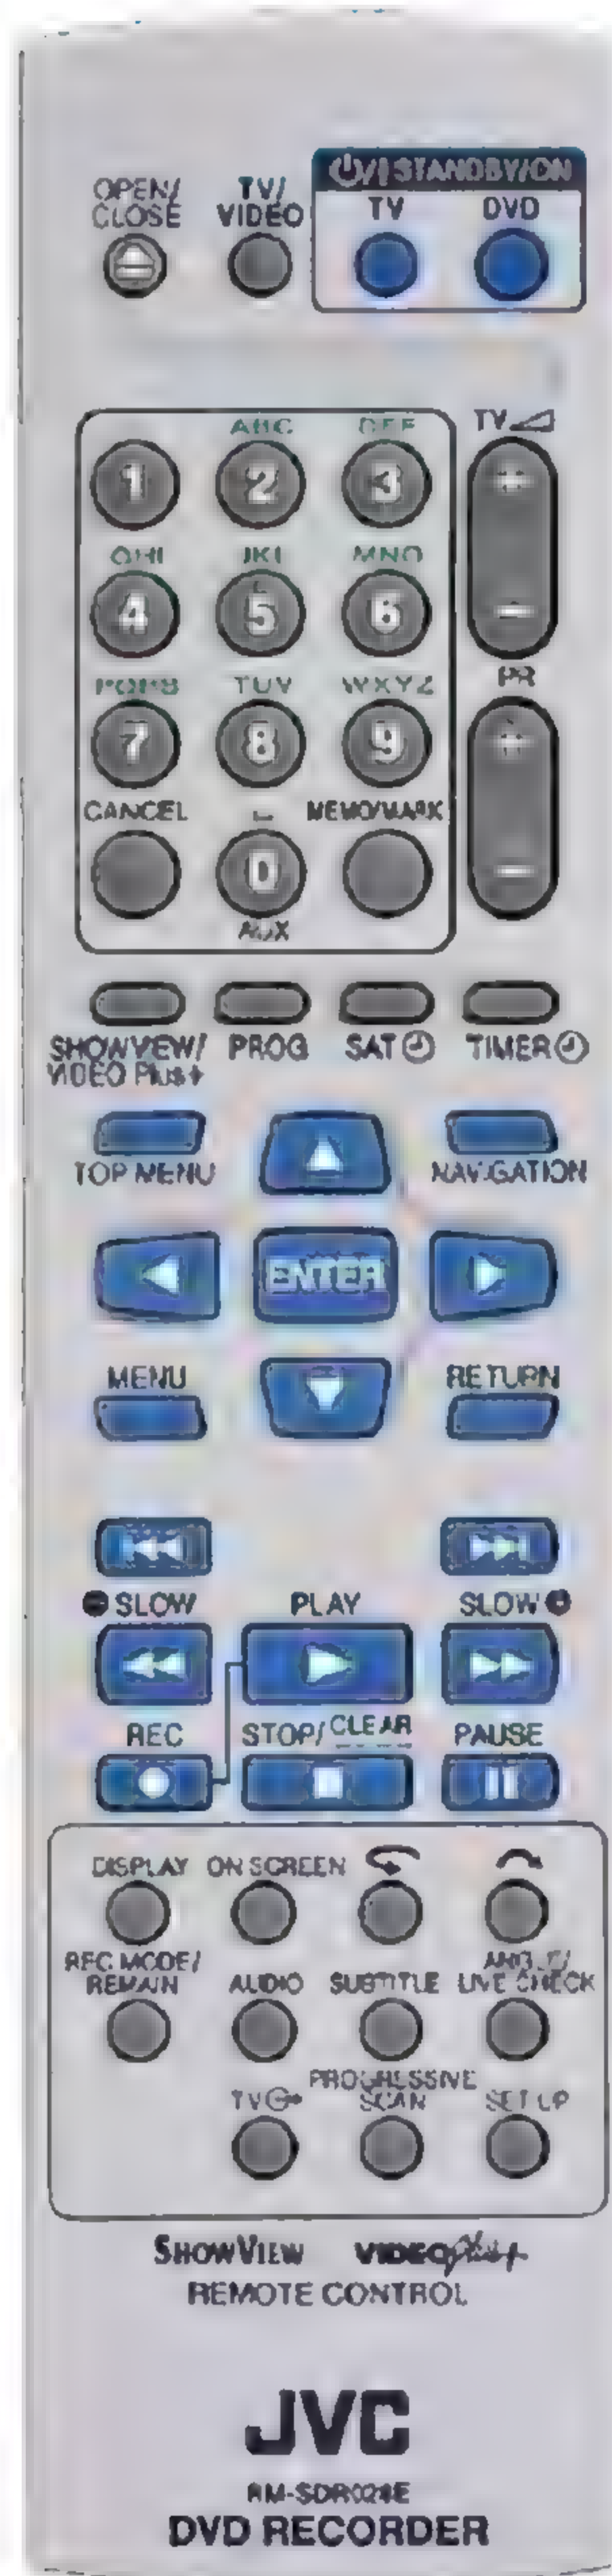 ⏻/| STANDBY/ON
OPEN/
CLOSE
TV/
VIDEO
TV
DVD
TV
ABC
DEF
1
2
3
+
GHI
JKL
MNO
4
5
6
−
PQRS
TUV
WXYZ
PR
7
8
9
+
CANCEL
MEMO/MARK
0
−
AUX
SHOWVIEW/
VIDEO Plus+
PROG
SAT
TIMER
TOP MENU
NAVIGATION
ENTER
MENU
RETURN
SLOW
PLAY
SLOW
REC
STOP/CLEAR
PAUSE
DISPLAY
ON SCREEN
REC MODE/
REMAIN
AUDIO
SUBTITLE
ANGLE/
LIVE CHECK
TV
PROGRESSIVE
SCAN
SET UP
SHOWVIEW
VIDEO Plus+
REMOTE CONTROL
JVC
DVD RECORDER